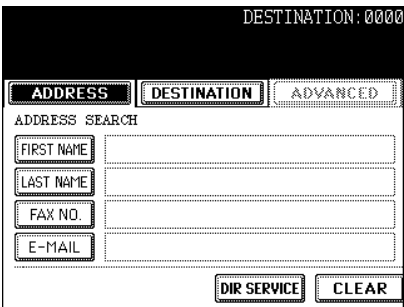 DESTINATION:0000
ADDRESS DESTINATION ADVANCED
ADDRESS SEARCH
FIRST NAME
LAST NAME
FAX NO.
E-MAIL
DIR SERVICE CLEAR